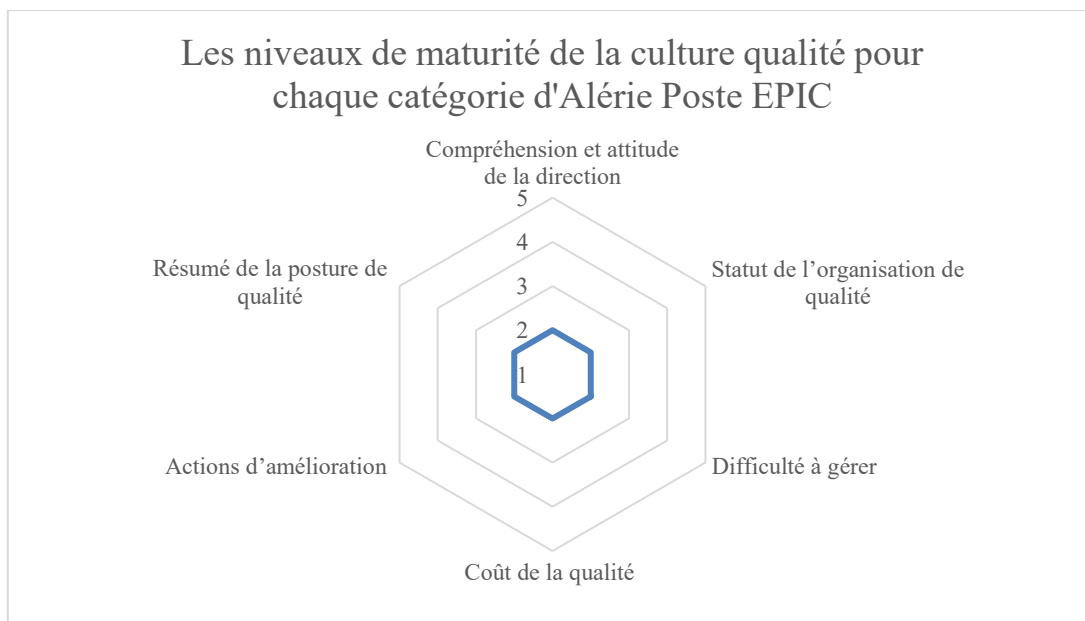 Les niveaux de maturité de la culture qualité pour
chaque catégorie d'Alérie Poste EPIC
Compréhension et attitude
de la direction
5
4
3
2
1
Résumé de la posture de
qualité
Statut de l’organisation de
qualité
Actions d’amélioration
Difficulté à gérer
Coût de la qualité